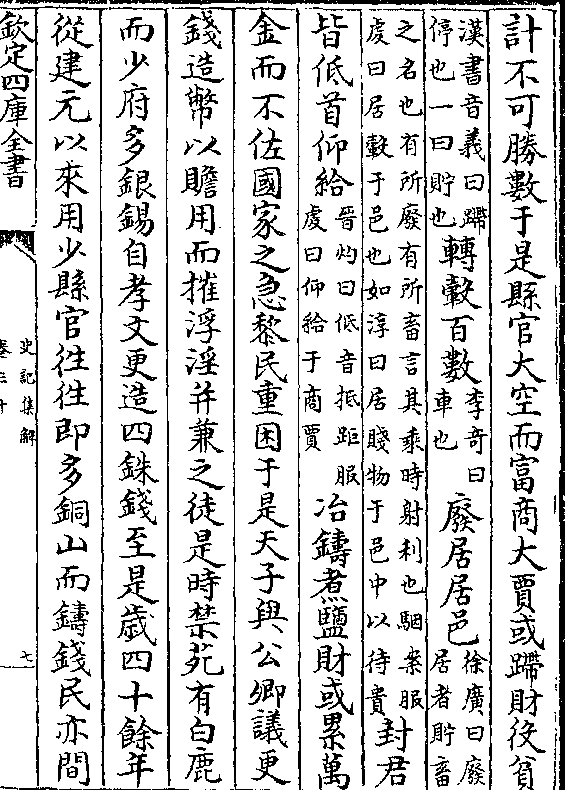 計不可勝數于是縣官大空而富商大賈或蹛財役貧
漢書音義曰蹛停也一曰貯也轉轂百數李奇曰車也廢居居邑徐廣曰廢居者貯畜
之名也有所廢有所畜言其乘時射利也駰案服虔曰居轂于邑也如淳曰居賤物于邑中以待貴封君
皆低首仰給晉灼曰低音抵距服虔曰仰給于商賈冶鑄煮鹽財或累萬
金而不佐國家之急黎民重困于是天子與公卿議更
錢造幣以贍用而摧浮淫并兼之徒是時禁苑有白鹿
而少府多銀錫自孝文更造四銖錢至是歲四十餘年
從建元以來用少縣官往往即多銅山而鑄錢民亦間
欽定四庫全書
史記集解
卷三十
七